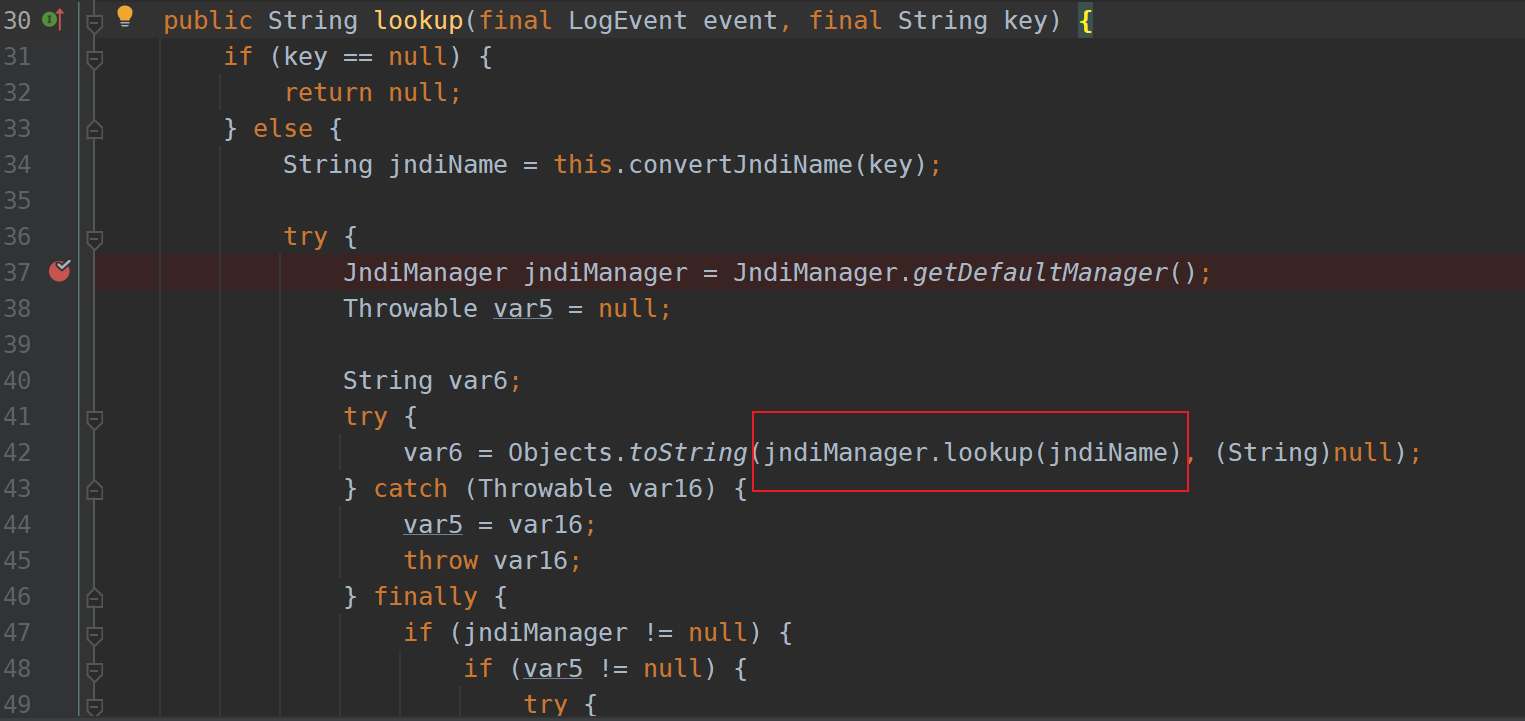 30 public String lookup(final LogEvent event, final String key) {
31 if (key == null) {
32 return null;
33 } else {
34 String jndiName = this.convertJndiName(key);
35
36 try {
37 JndiManager jndiManager = JndiManager.getDefaultManager();
38 Throwable var5 = null;
39
40 String var6;
41 try {
42 var6 = Objects.toString(jndiManager.lookup(jndiName), (String)null);
43 } catch (Throwable var16) {
44 var5 = var16;
45 throw var16;
46 } finally {
47 if (jndiManager != null) {
48 if (var5 != null) {
49 try {